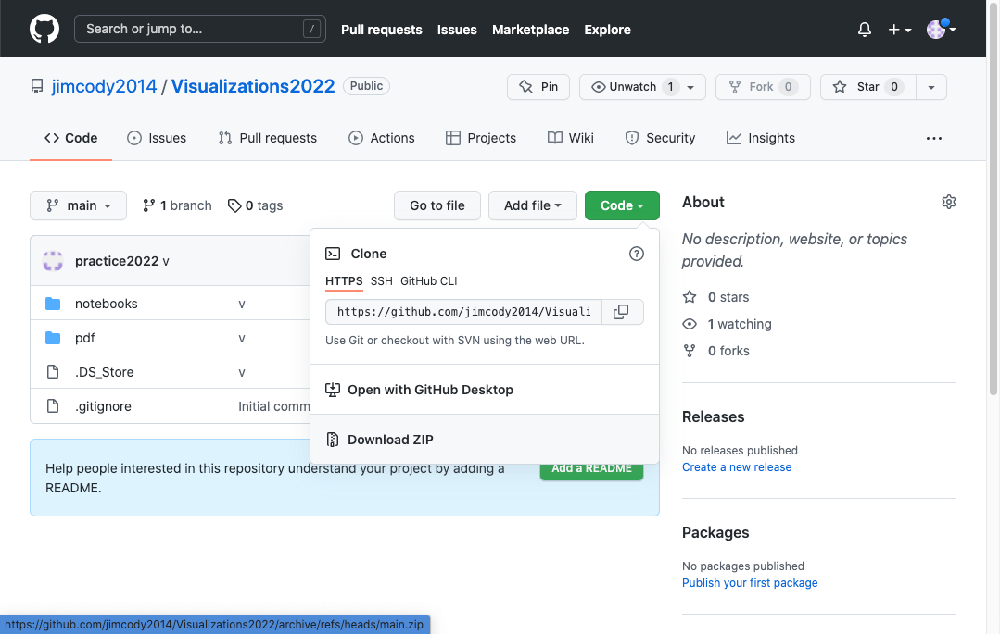 Search or jump to… /
Pull requests Issues Marketplace Explore
jimcody2014 / Visualizations2022 Public
Pin Unwatch 1 Fork 0 Star 0
Code Issues Pull requests Actions Projects Wiki Security Insights
main 1 branch 0 tags Go to file Add file Code
practice2022 v
notebooks v
pdf v
.DS_Store v
.gitignore Initial comm
Clone
HTTPS SSH GitHub CLI
https://github.com/jimcody2014/Visuali
Use Git or checkout with SVN using the web URL.
Open with GitHub Desktop
Download ZIP
Help people interested in this repository understand your project by adding a
README.
Add a README
About
No description, website, or topics
provided.
0 stars
1 watching
0 forks
Releases
No releases published
Create a new release
Packages
No packages published
Publish your first package
https://github.com/jimcody2014/Visualizations2022/archive/refs/heads/main.zip